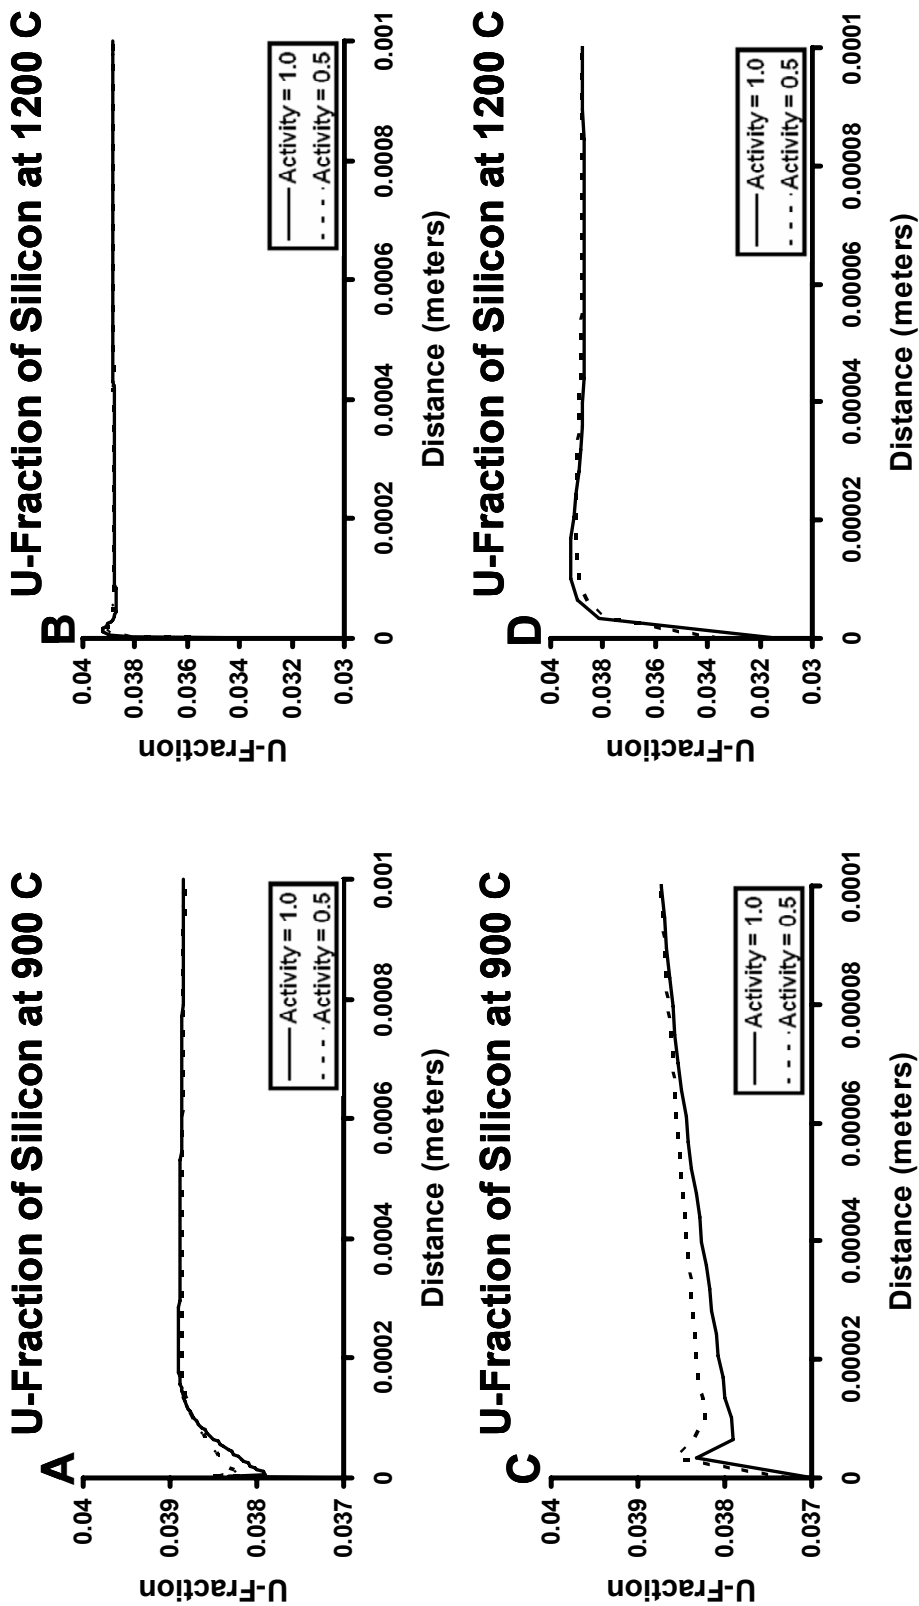 A
U-Fraction of Silicon at 900 C
0.04
0.039
0.038
0.037
U-Fraction
0
0.0002
0.0004
0.0006
0.0008
0.001
Distance (meters)
Activity = 1.0
Activity = 0.5
B
U-Fraction of Silicon at 1200 C
0.04
0.038
0.036
0.034
0.032
0.03
U-Fraction
0
0.0002
0.0004
0.0006
0.0008
0.001
Distance (meters)
Activity = 1.0
Activity = 0.5
C
U-Fraction of Silicon at 900 C
0.04
0.039
0.038
0.037
U-Fraction
0
0.00002
0.00004
0.00006
0.00008
0.0001
Distance (meters)
Activity = 1.0
Activity = 0.5
D
U-Fraction of Silicon at 1200 C
0.04
0.038
0.036
0.034
0.032
0.03
U-Fraction
0
0.00002
0.00004
0.00006
0.00008
0.0001
Distance (meters)
Activity = 1.0
Activity = 0.5